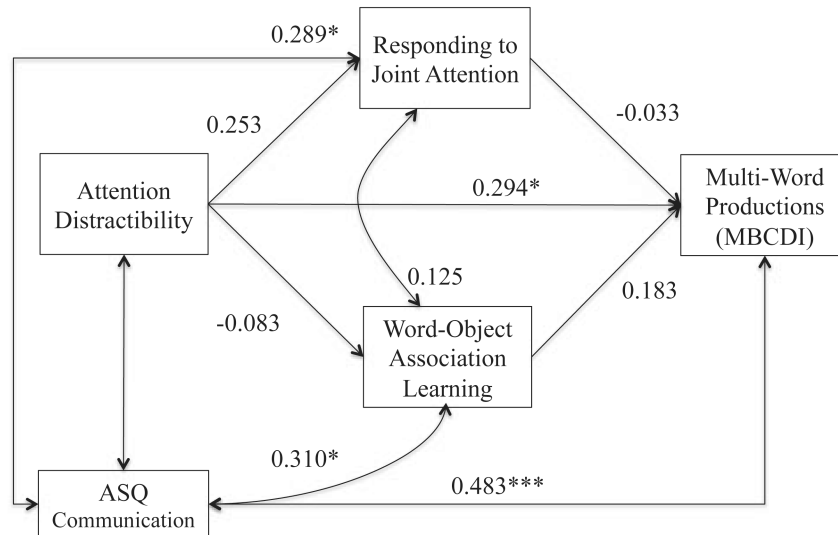 0.289*
Responding to
Joint Attention
0.253
-0.033
Attention
Distractibility
0.294*
Multi-Word
Productions
(MBCDI)
0.125
0.183
-0.083
Word-Object
Association
Learning
0.310*
0.483***
ASQ
Communication